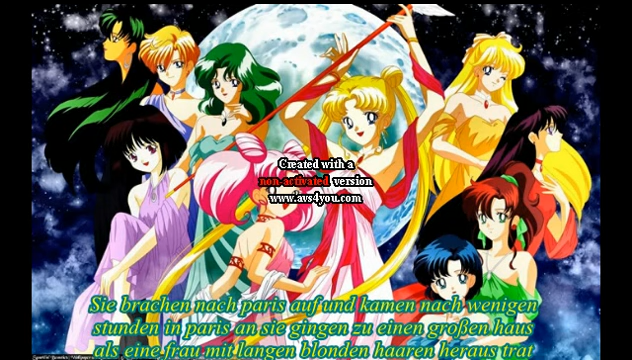 Created with a
non-activated version
www.avs4you.com
Sie brachen nach paris auf und kamen nach wenigen
stunden in paris an sie gingen zu einen großen haus
als eine frau mit langen blonden haaren heraus trat